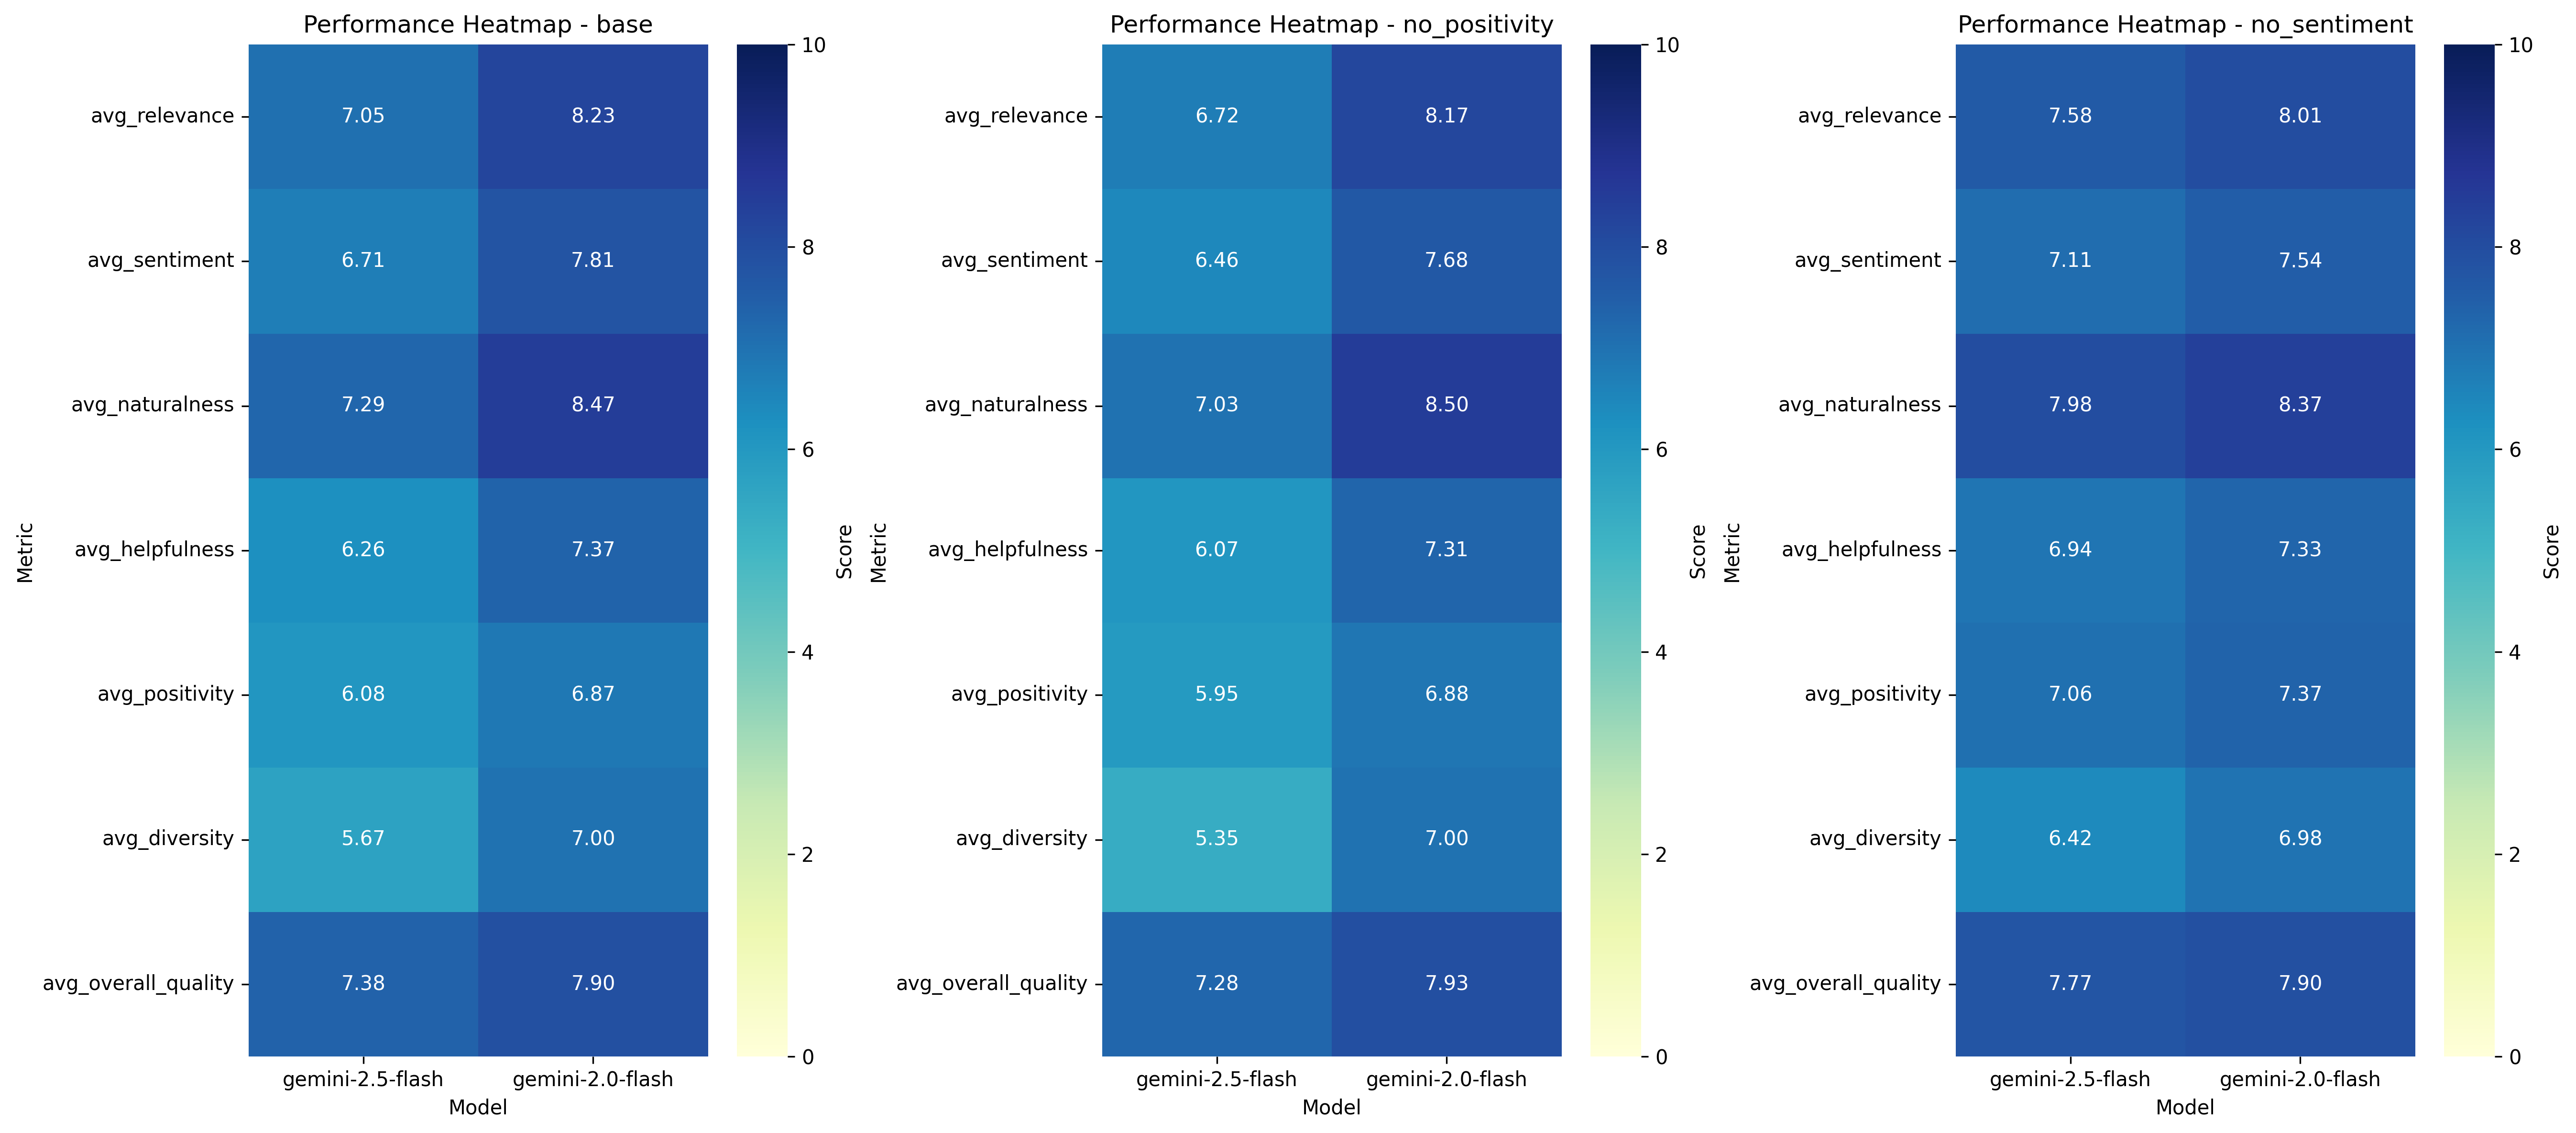 Performance Heatmap - base
10
avg_relevance
7.05
8.23
avg_sentiment
6.71
7.81
8
avg_naturalness
7.29
8.47
6
avg_helpfulness
6.26
7.37
4
avg_positivity
6.08
6.87
avg_diversity
5.67
7.00
2
avg_overall_quality
7.38
7.90
0
Metric
Score
gemini-2.5-flash
gemini-2.0-flash
Model
Performance Heatmap - no_positivity
10
avg_relevance
6.72
8.17
avg_sentiment
6.46
7.68
8
avg_naturalness
7.03
8.50
6
avg_helpfulness
6.07
7.31
4
avg_positivity
5.95
6.88
avg_diversity
5.35
7.00
2
avg_overall_quality
7.28
7.93
0
Metric
Score
gemini-2.5-flash
gemini-2.0-flash
Model
Performance Heatmap - no_sentiment
10
avg_relevance
7.58
8.01
avg_sentiment
7.11
7.54
8
avg_naturalness
7.98
8.37
6
avg_helpfulness
6.94
7.33
4
avg_positivity
7.06
7.37
avg_diversity
6.42
6.98
2
avg_overall_quality
7.77
7.90
0
Metric
Score
gemini-2.5-flash
gemini-2.0-flash
Model